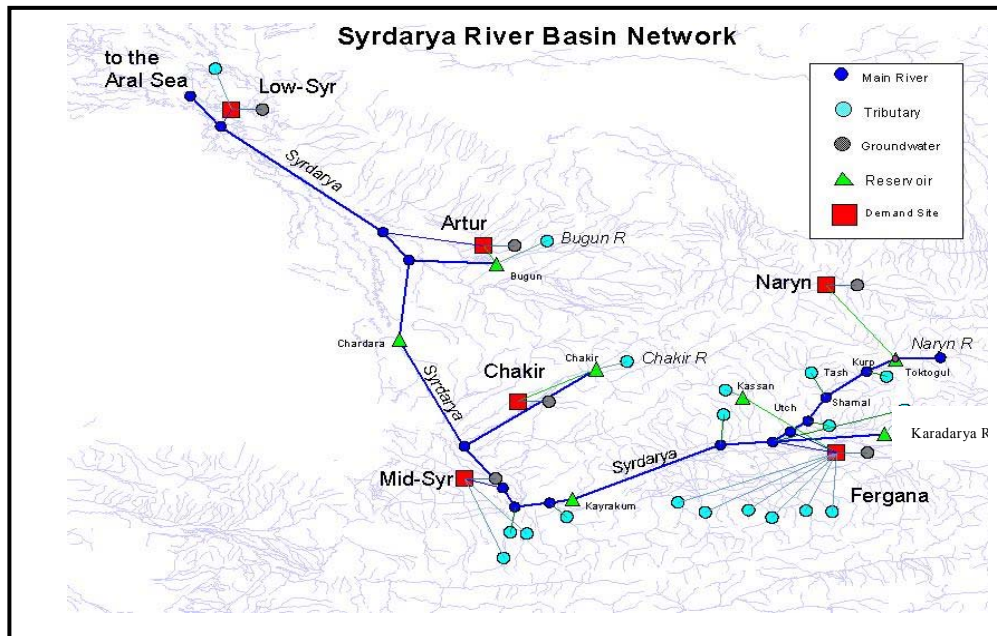 Syrdarya River Basin Network
to the
Aral Sea
Low-Syr
Main River
Tributary
Groundwater
Reservoir
Demand Site
Syrdarya
Artur
Bugun R
Bugun
Naryn
Chardara
Naryn R
Kurp
Toktogul
Chakir
Chakir R
Tash
Chakir
Syrdarya
Kassan
Shamal
Utch
Karadarya R
Syrdarya
Mid-Syr
Fergana
Kayrakum